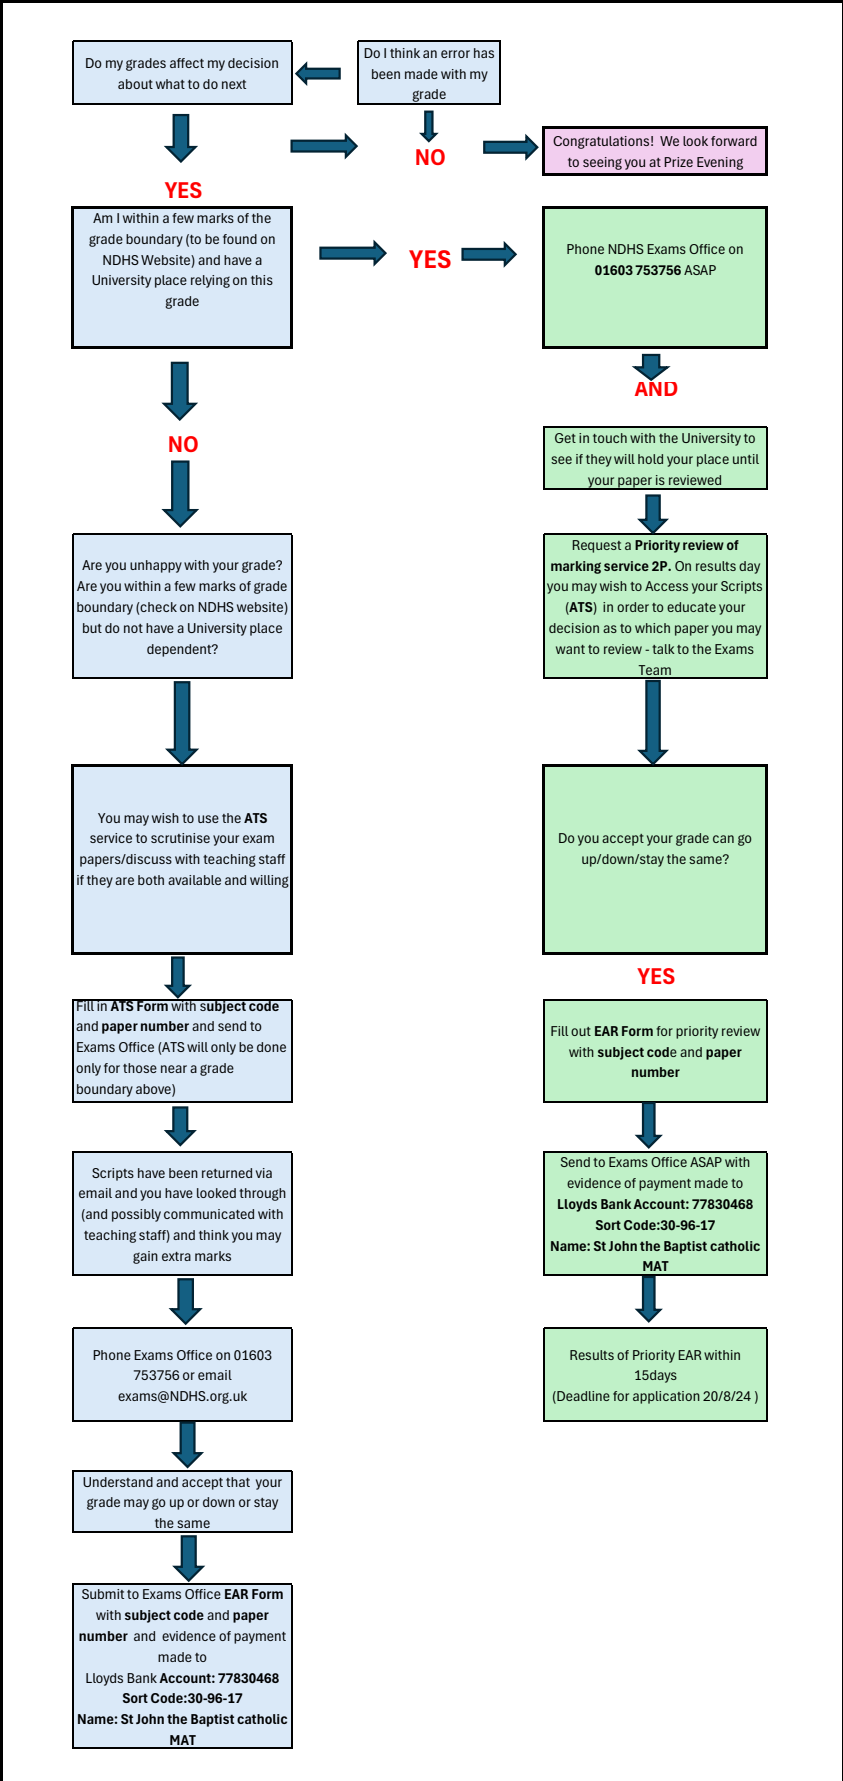 Do my grades affect my decision
about what to do next
Do I think an error has
been made with my
grade
NO
Congratulations!  We look forward
to seeing you at Prize Evening
YES
Am I within a few marks of the
grade boundary (to be found on
NDHS Website) and have a
University place relying on this
grade
YES
Phone NDHS Exams Office on
01603 753756 ASAP
AND
NO
Get in touch with the University to
see if they will hold your place until
your paper is reviewed
Are you unhappy with your grade?
Are you within a few marks of grade
boundary (check on NDHS website)
but do not have a University place
dependent?
Request a Priority review of
marking service 2P. On results day
you may wish to Access your Scripts
(ATS)  in order to educate your
decision as to which paper you may
want to review - talk to the Exams
Team
You may wish to use the ATS
service to scrutinise your exam
papers/discuss with teaching staff
if they are both available and willing
Do you accept your grade can go
up/down/stay the same?
YES
Fill in ATS Form with subject code
and paper number and send to
Exams Office (ATS will only be done
only for those near a grade
boundary above)
Fill out EAR Form for priority review
with subject code and paper
number
Scripts have been returned via
email and you have looked through
(and possibly communicated with
teaching staff) and think you may
gain extra marks
Send to Exams Office ASAP with
evidence of payment made to
Lloyds Bank Account: 77830468
Sort Code:30-96-17
Name: St John the Baptist catholic
MAT
Phone Exams Office on 01603
753756 or email
exams@NDHS.org.uk
Results of Priority EAR within
15days
(Deadline for application 20/8/24 )
Understand and accept that  your
grade may go up or down or stay
the same
Submit to Exams Office EAR Form
with subject code and paper
number  and  evidence of payment
made to
Lloyds Bank Account: 77830468
Sort Code:30-96-17
Name: St John the Baptist catholic
MAT